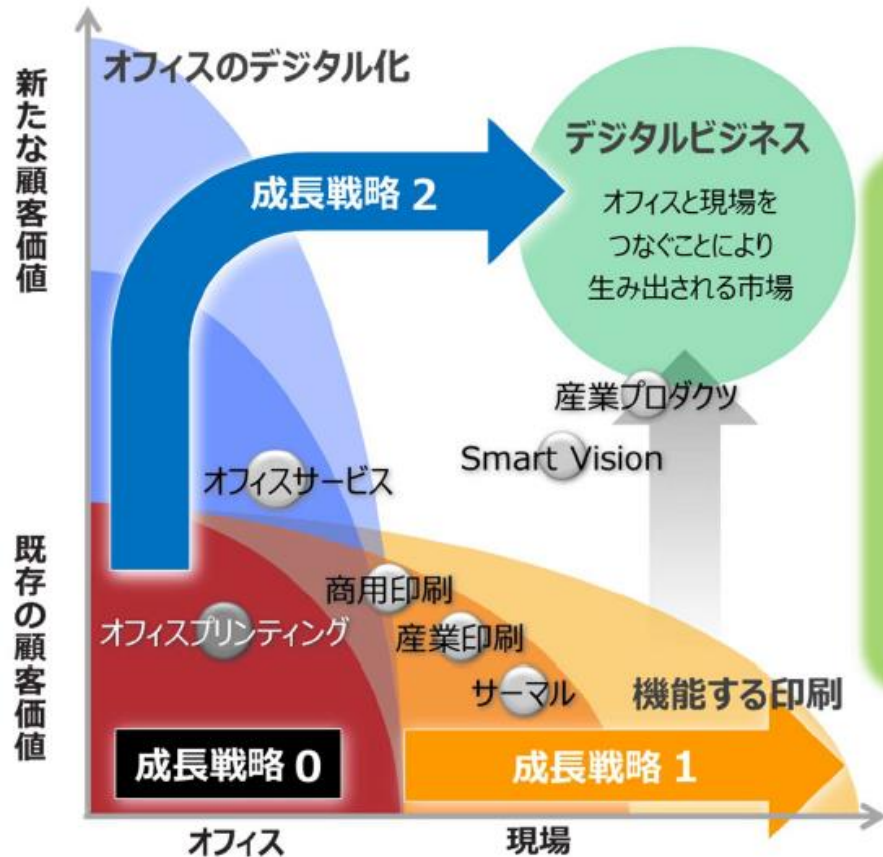 オフィスのデジタル化
新たな顧客価値
デジタルビジネス
成長戦略 2
オフィスと現場を
つなぐことにより
生み出される市場
産業プロダクツ
Smart Vision
オフィスサービス
既存の顧客価値
商用印刷
オフィスプリンティング
産業印刷
サーマル
機能する印刷
成長戦略 0
成長戦略 1
オフィス
現場